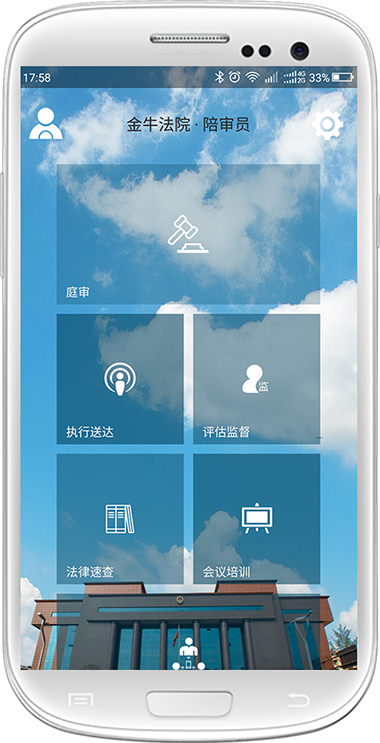 17:58
4G
2G
33%
金牛法院 · 陪审员
庭审
监
执行送达
评估监督
法律速查
会议培训